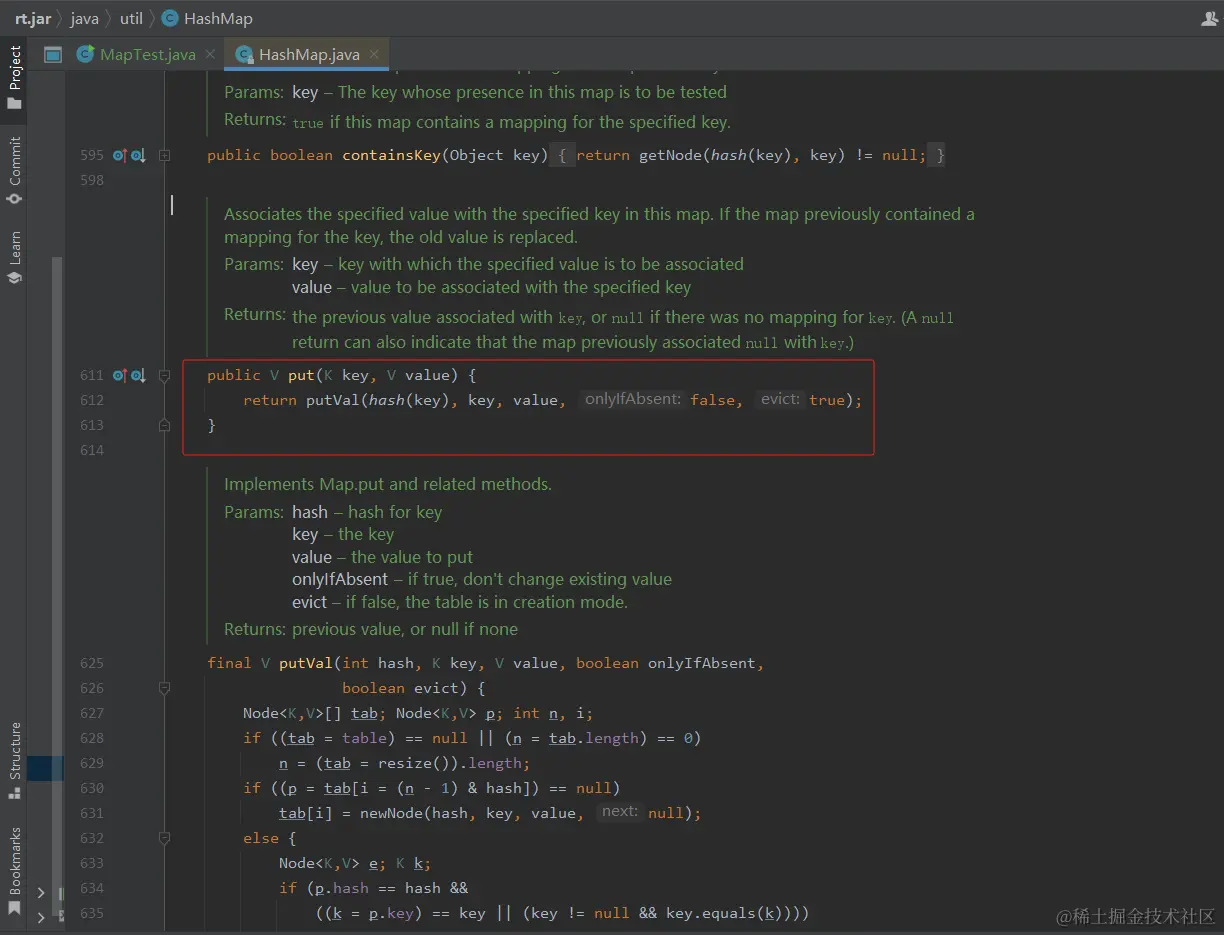 rt.jar java util HashMap
MapTest.java HashMap.java
Project
Commit
Learn
Structure
Bookmarks
Params: key – The key whose presence in this map is to be tested
Returns: true if this map contains a mapping for the specified key.
595 public boolean containsKey(Object key) { return getNode(hash(key), key) != null; }
598
Associates the specified value with the specified key in this map. If the map previously contained a
mapping for the key, the old value is replaced.
Params: key – key with which the specified value is to be associated
value – value to be associated with the specified key
Returns: the previous value associated with key, or null if there was no mapping for key. (A null
return can also indicate that the map previously associated null with key.)
611 public V put(K key, V value) {
612 return putVal(hash(key), key, value, onlyIfAbsent: false, evict: true);
613 }
614
Implements Map.put and related methods.
Params: hash – hash for key
key – the key
value – the value to put
onlyIfAbsent – if true, don't change existing value
evict – if false, the table is in creation mode.
Returns: previous value, or null if none
625 final V putVal(int hash, K key, V value, boolean onlyIfAbsent,
626 boolean evict) {
627 Node<K,V>[] tab; Node<K,V> p; int n, i;
628 if ((tab = table) == null || (n = tab.length) == 0)
629 n = (tab = resize()).length;
630 if ((p = tab[i = (n - 1) & hash]) == null)
631 tab[i] = newNode(hash, key, value, next: null);
632 else {
633 Node<K,V> e; K k;
634 if (p.hash == hash &&
635 ((k = p.key) == key || (key != null && key.equals(k))))
@稀土掘金技术社区